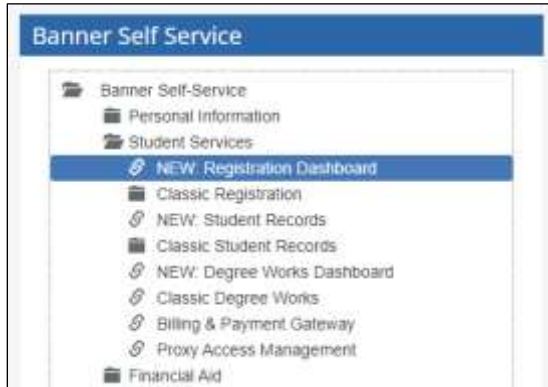 Banner Self Service
Banner Self-Service
Personal Information
Student Services
NEW: Registration Dashboard
Classic Registration
NEW: Student Records
Classic Student Records
NEW: Degree Works Dashboard
Classic Degree Works
Billing & Payment Gateway
Proxy Access Management
Financial Aid